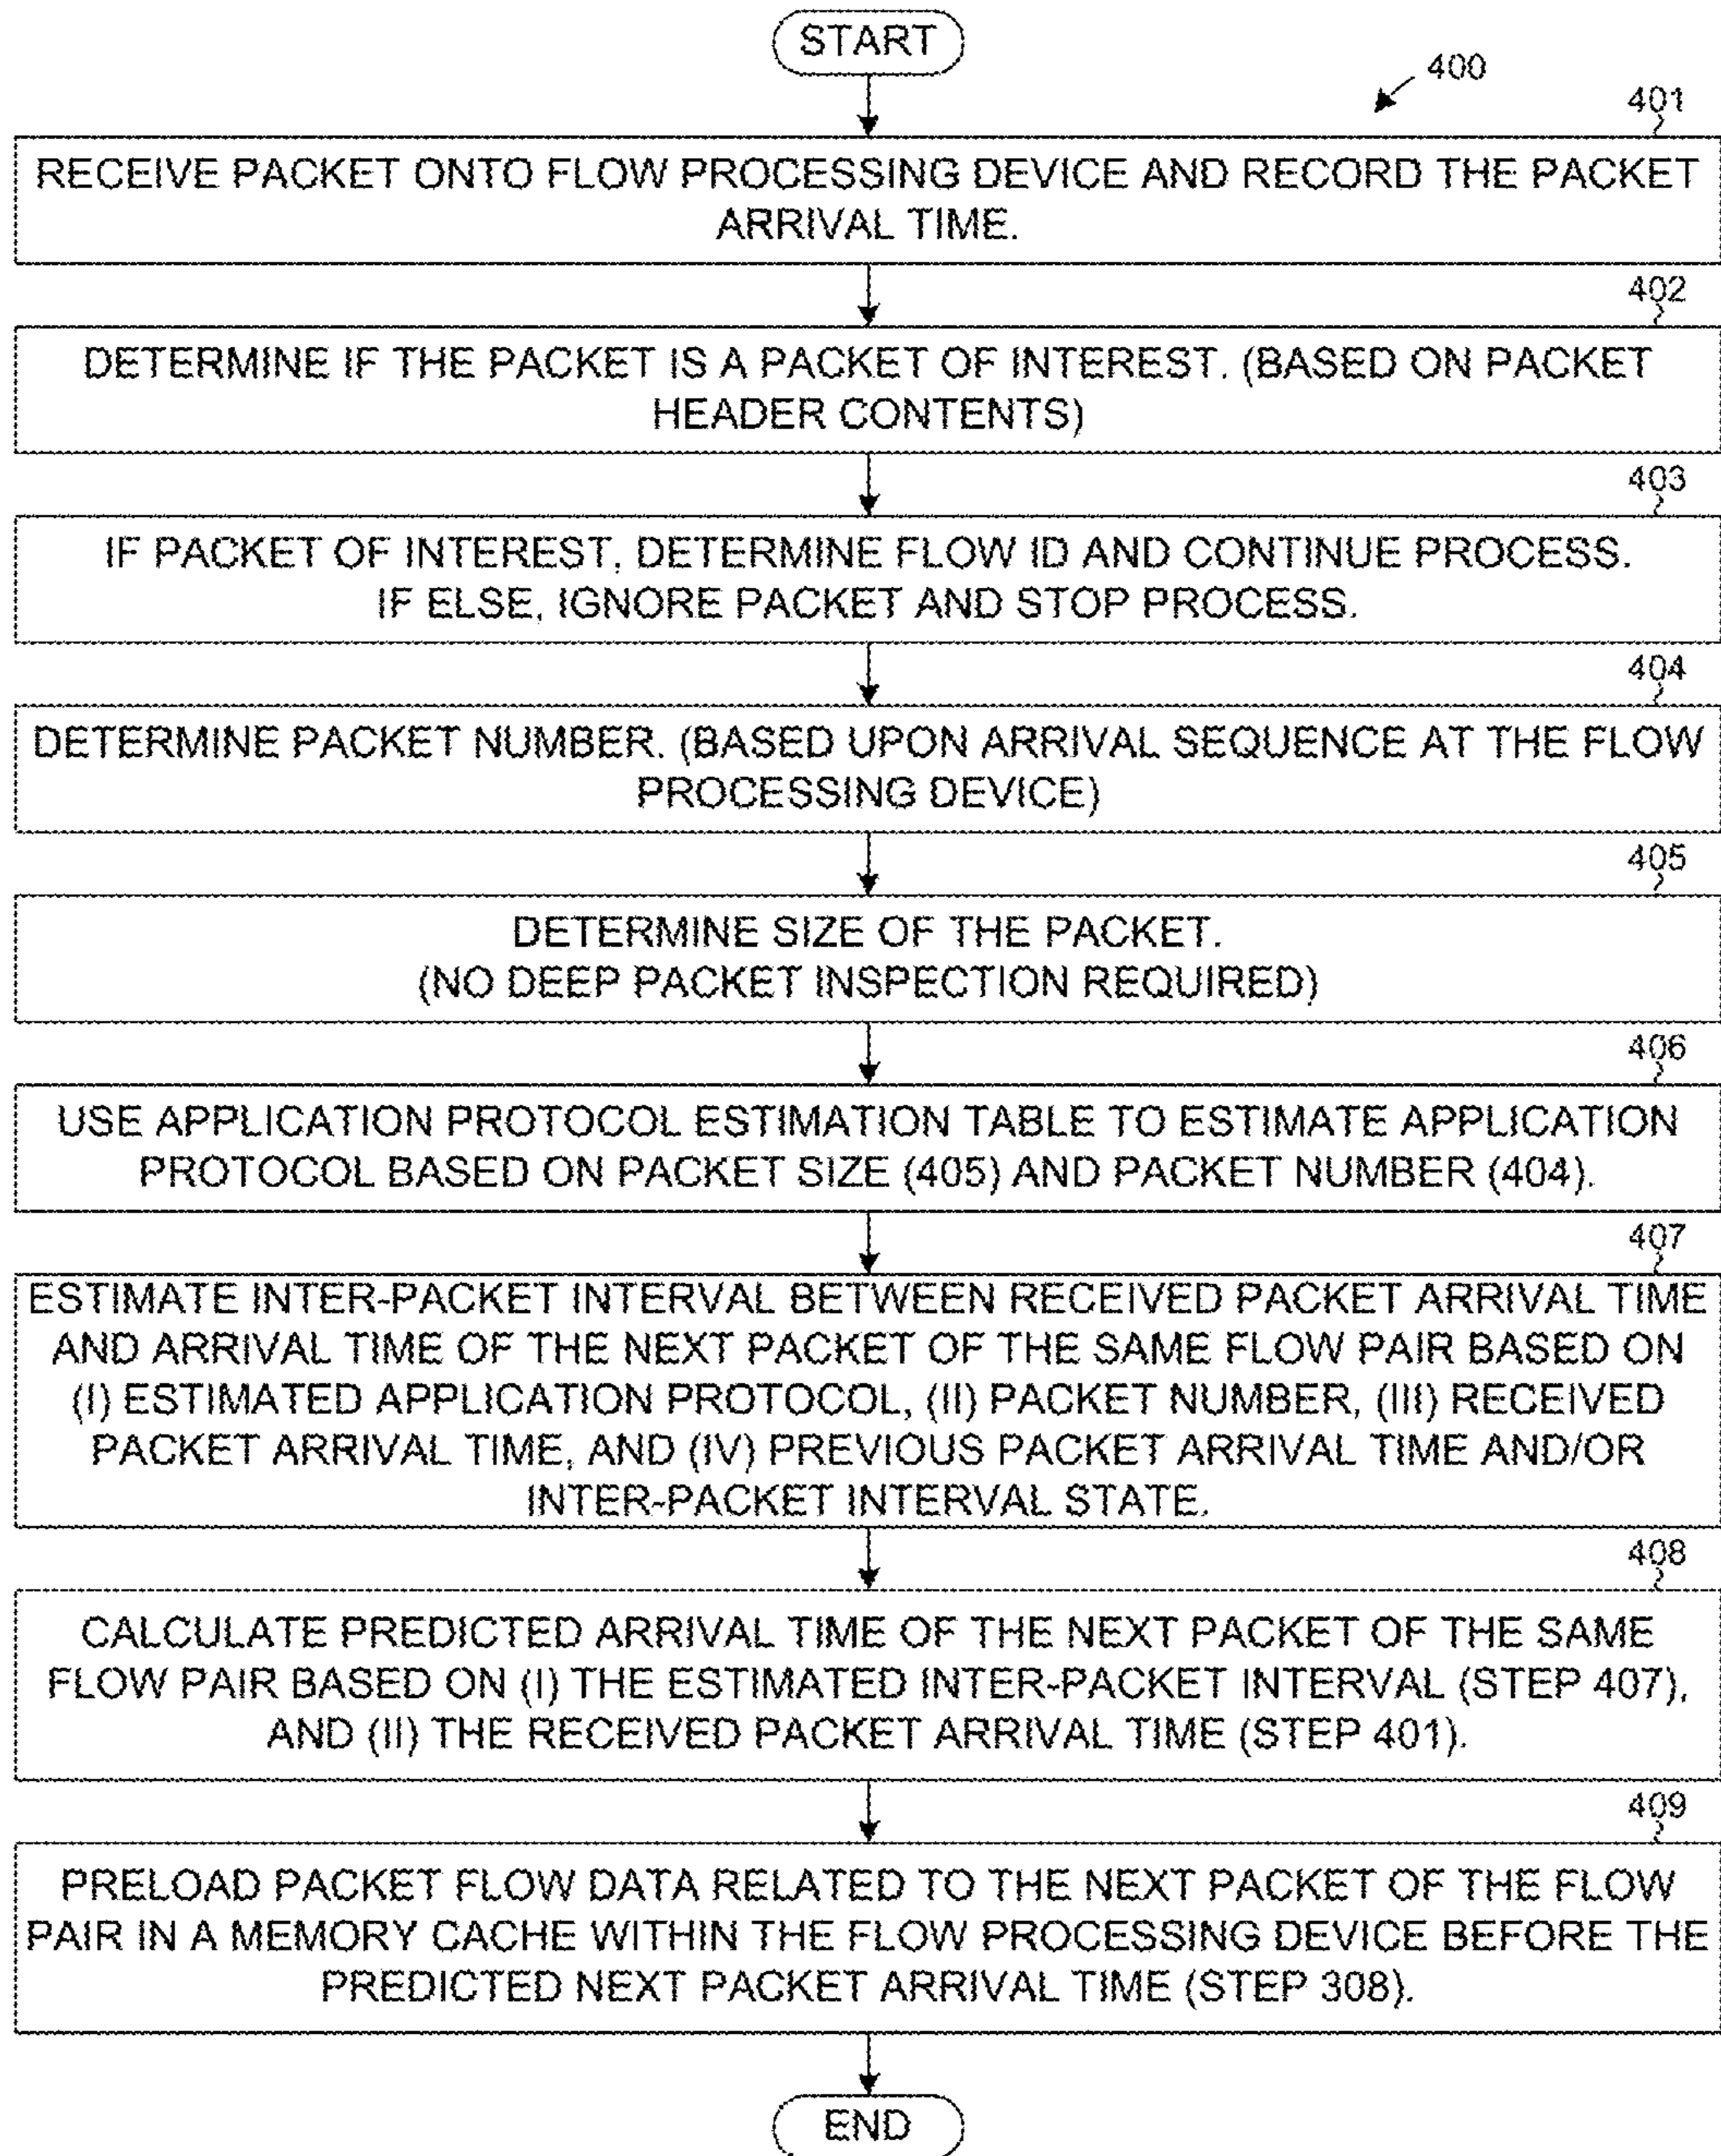 START
400
401
RECEIVE PACKET ONTO FLOW PROCESSING DEVICE AND RECORD THE PACKET
ARRIVAL TIME.
402
DETERMINE IF THE PACKET IS A PACKET OF INTEREST. (BASED ON PACKET
HEADER CONTENTS)
403
IF PACKET OF INTEREST, DETERMINE FLOW ID AND CONTINUE PROCESS.
IF ELSE, IGNORE PACKET AND STOP PROCESS.
404
DETERMINE PACKET NUMBER. (BASED UPON ARRIVAL SEQUENCE AT THE FLOW
PROCESSING DEVICE)
405
DETERMINE SIZE OF THE PACKET.
(NO DEEP PACKET INSPECTION REQUIRED)
406
USE APPLICATION PROTOCOL ESTIMATION TABLE TO ESTIMATE APPLICATION
PROTOCOL BASED ON PACKET SIZE (405) AND PACKET NUMBER (404).
407
ESTIMATE INTER-PACKET INTERVAL BETWEEN RECEIVED PACKET ARRIVAL TIME
AND ARRIVAL TIME OF THE NEXT PACKET OF THE SAME FLOW PAIR BASED ON
(I) ESTIMATED APPLICATION PROTOCOL, (II) PACKET NUMBER, (III) RECEIVED
PACKET ARRIVAL TIME, AND (IV) PREVIOUS PACKET ARRIVAL TIME AND/OR
INTER-PACKET INTERVAL STATE.
408
CALCULATE PREDICTED ARRIVAL TIME OF THE NEXT PACKET OF THE SAME
FLOW PAIR BASED ON (I) THE ESTIMATED INTER-PACKET INTERVAL (STEP 407),
AND (II) THE RECEIVED PACKET ARRIVAL TIME (STEP 401).
409
PRELOAD PACKET FLOW DATA RELATED TO THE NEXT PACKET OF THE FLOW
PAIR IN A MEMORY CACHE WITHIN THE FLOW PROCESSING DEVICE BEFORE THE
PREDICTED NEXT PACKET ARRIVAL TIME (STEP 308).
END